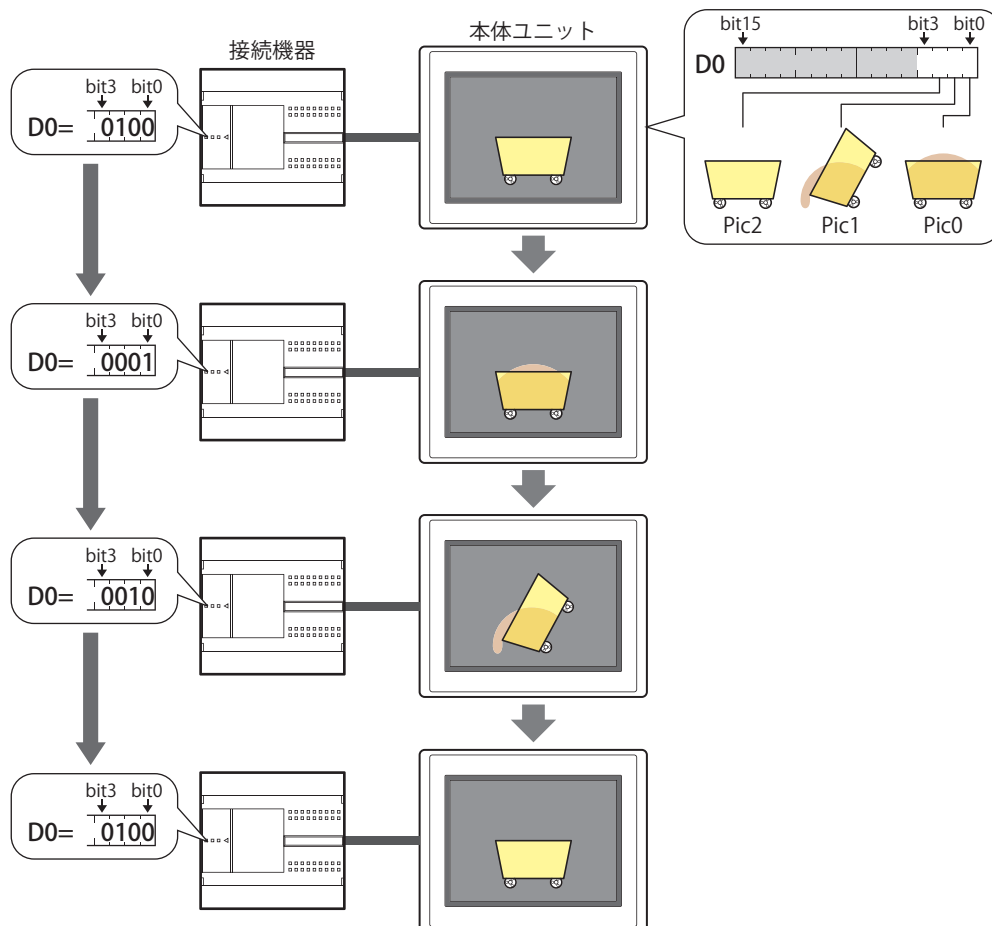 接続機器
本体ユニット
bit15
bit3
bit0
D0
Pic2
Pic1
Pic0
bit3
bit0
D0=
0100
bit3
bit0
D0=
0001
bit3
bit0
D0=
0010
bit3
bit0
D0=
0100